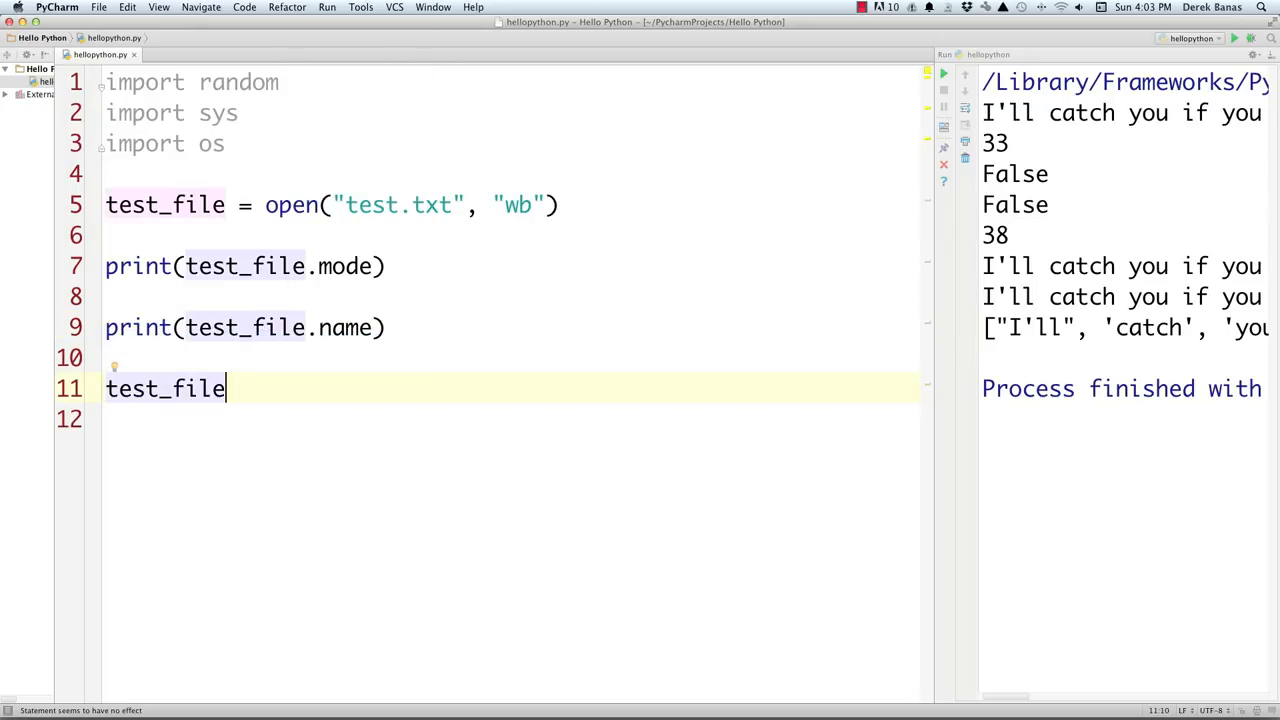 PyCharm File Edit View Navigate Code Refactor Run Tools VCS Window Help 10 Sun 4:03 PM Derek Banas
hellopython.py – Hello Python – [~/PycharmProjects/Hello Python]
Hello Python hellopython.py hellopython
hellopython.py Run hellopython
Hello P
hell
Externa
1 import random
2 import sys
3 import os
4
5 test_file = open("test.txt", "wb")
6
7 print(test_file.mode)
8
9 print(test_file.name)
10
11 test_file
12
/Library/Frameworks/Py
I'll catch you if you
33
False
False
38
I'll catch you if you
I'll catch you if you
["I'll", 'catch', 'you
Process finished with
Statement seems to have no effect 11:10 LF UTF-8